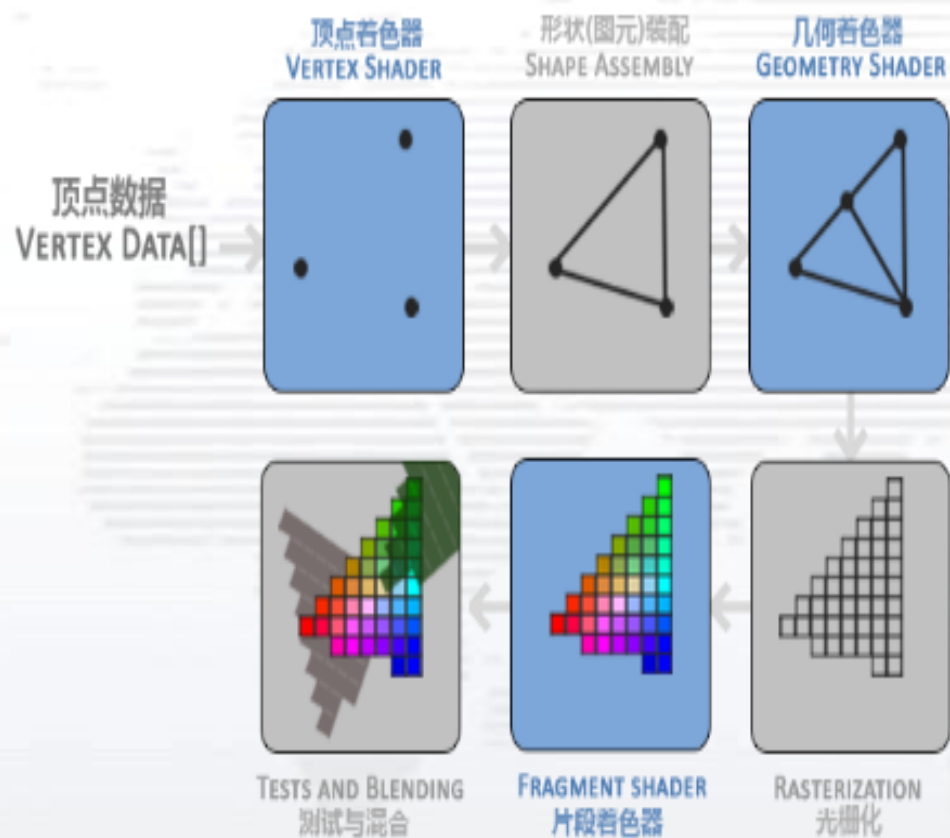 顶点着色器
VERTEX SHADER
形状(图元)装配
SHAPE ASSEMBLY
几何着色器
GEOMETRY SHADER
顶点数据
VERTEX DATA[]
TESTS AND BLENDING
测试与混合
FRAGMENT SHADER
片段着色器
RASTERIZATION
光栅化